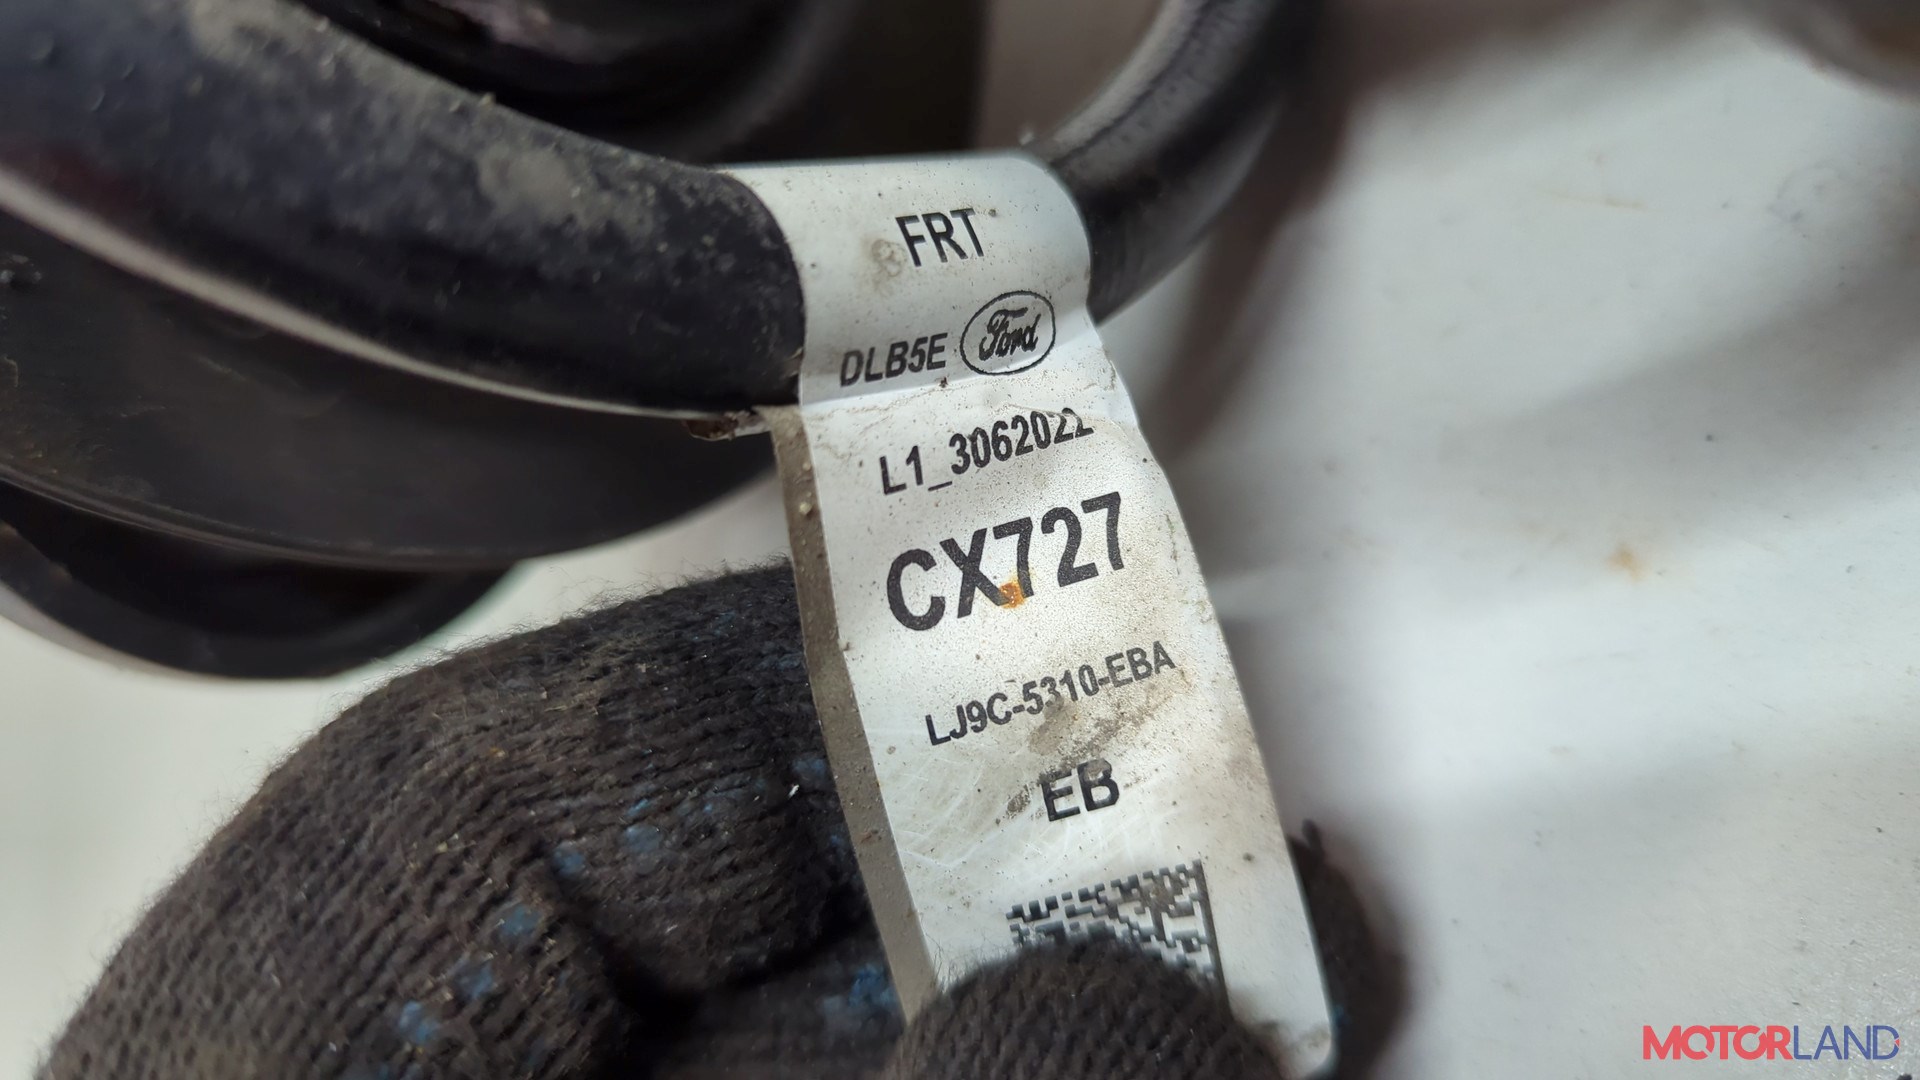 FRT
DLB5E Ford
L1_3062022
CX727
LJ9C-5310-EBA
EB
MOTORLAND